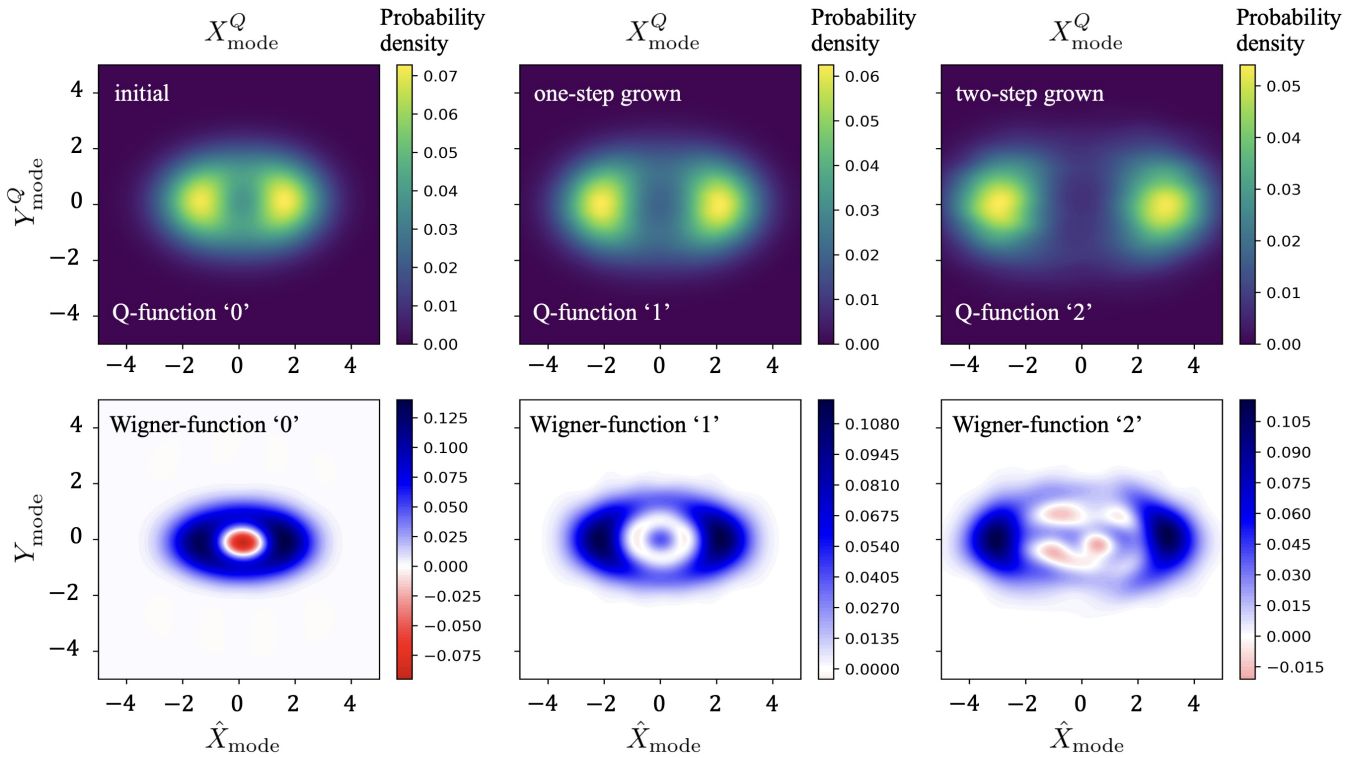 X^Q_mode
Probability
density
X^Q_mode
Probability
density
X^Q_mode
Probability
density
Y^Q_mode
4
2
0
−2
−4
initial
Q-function ‘0’
−4 −2 0 2 4
0.07
0.06
0.05
0.04
0.03
0.02
0.01
0.00
one-step grown
Q-function ‘1’
−4 −2 0 2 4
0.06
0.05
0.04
0.03
0.02
0.01
0.00
two-step grown
Q-function ‘2’
−4 −2 0 2 4
0.05
0.04
0.03
0.02
0.01
0.00
Y_mode
4
2
0
−2
−4
Wigner-function ‘0’
−4 −2 0 2 4
X̂_mode
0.125
0.100
0.075
0.050
0.025
0.000
−0.025
−0.050
−0.075
Wigner-function ‘1’
−4 −2 0 2 4
X̂_mode
0.1080
0.0945
0.0810
0.0675
0.0540
0.0405
0.0270
0.0135
0.0000
Wigner-function ‘2’
−4 −2 0 2 4
X̂_mode
0.105
0.090
0.075
0.060
0.045
0.030
0.015
0.000
−0.015